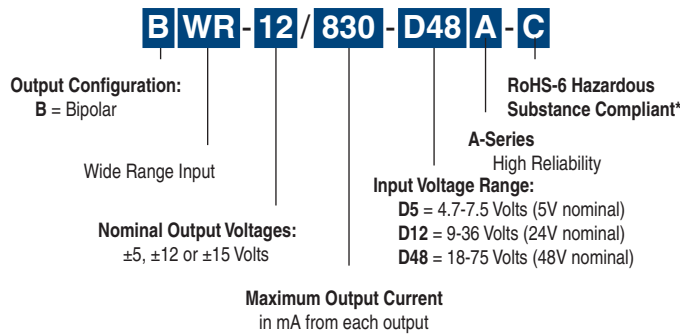 BWR-12/830-D48A-C
Output Configuration:
B = Bipolar
RoHS-6 Hazardous
Substance Compliant*
A-Series
High Reliability
Wide Range Input
Input Voltage Range:
D5 = 4.7-7.5 Volts (5V nominal)
D12 = 9-36 Volts (24V nominal)
D48 = 18-75 Volts (48V nominal)
Nominal Output Voltages:
±5, ±12 or ±15 Volts
Maximum Output Current
in mA from each output